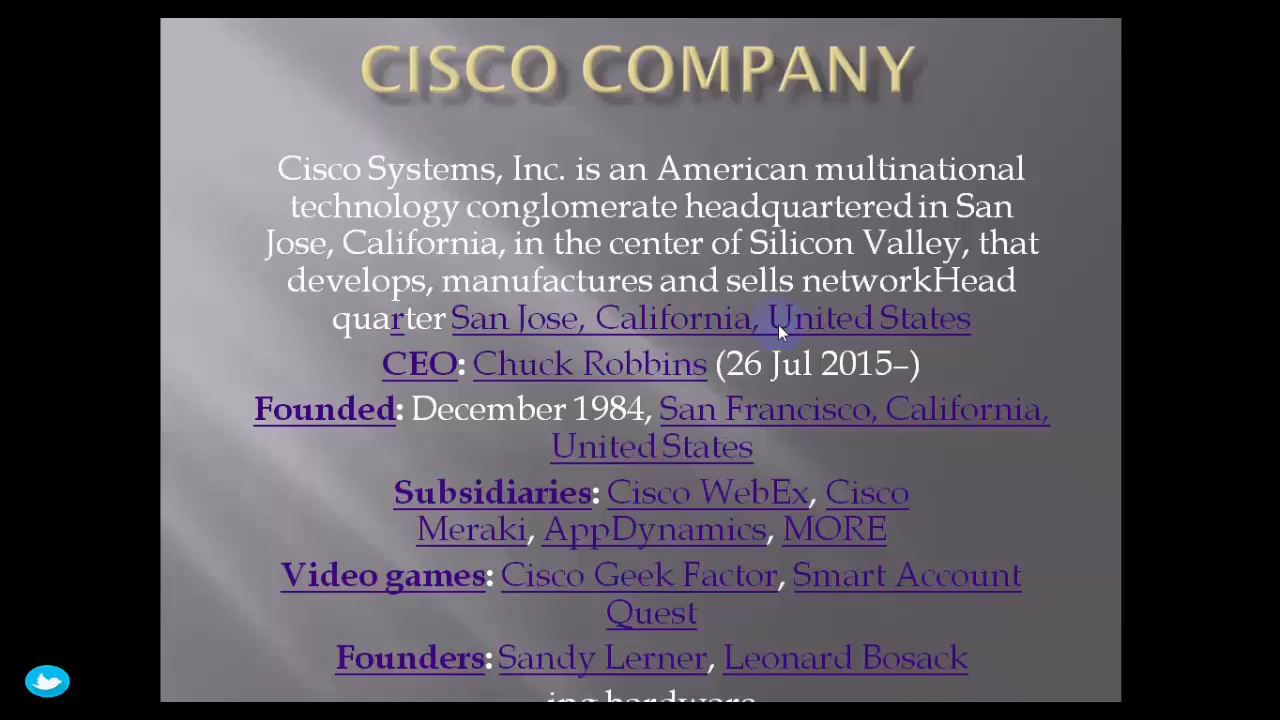 CISCO COMPANY
Cisco Systems, Inc. is an American multinational
technology conglomerate headquartered in San
Jose, California, in the center of Silicon Valley, that
develops, manufactures and sells networkHead
quarter San Jose, California, United States
CEO: Chuck Robbins (26 Jul 2015–)
Founded: December 1984, San Francisco, California,
United States
Subsidiaries: Cisco WebEx, Cisco
Meraki, AppDynamics, MORE
Video games: Cisco Geek Factor, Smart Account
Quest
Founders: Sandy Lerner, Leonard Bosack
ing hardware